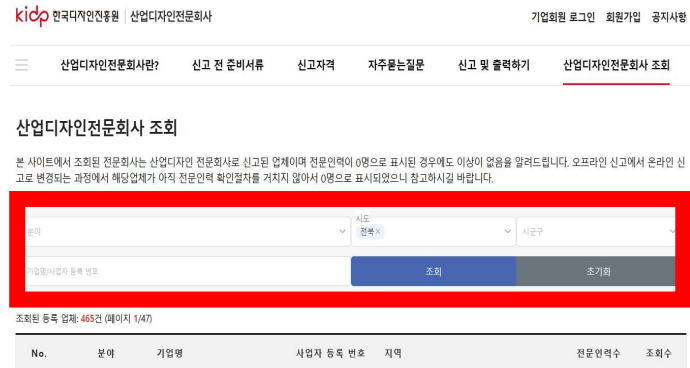 kidp 한국디자인진흥원 산업디자인전문회사
기업회원 로그인 회원가입 공지사항
산업디자인전문회사란? 신고 전 준비서류 신고자격 자주묻는질문 신고 및 출력하기 산업디자인전문회사 조회
산업디자인전문회사 조회
본 사이트에서 조회된 전문회사는 산업디자인 전문회사로 신고된 업체이며 전문인력이 0명으로 표시된 경우에도 이상이 없음을 알려드립니다. 오프라인 신고에서 온라인 신
고로 변경되는 과정에서 해당업체가 아직 전문인력 확인절차를 거치지 않아서 0명으로 표시되었으니 참고하시길 바랍니다.
시도
분야 전북× 시군구
기업명/사업자 등록 번호 조회 초기화
조회된 등록 업체: 465건 (페이지 1/47)
No. 분야 기업명 사업자 등록 번호 지역 전문인력수 조회수